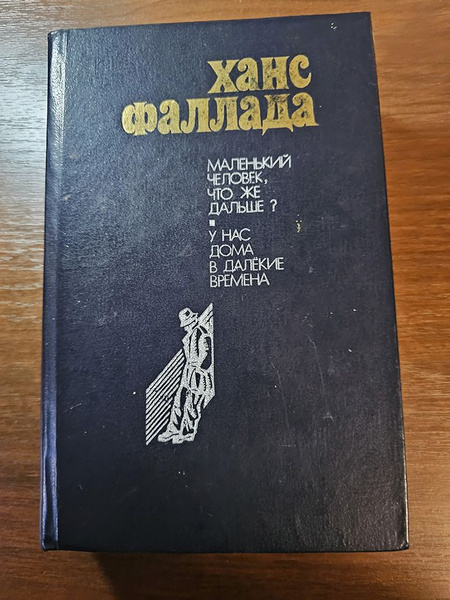 ХАНС
ФАЛЛАДА
МАЛЕНЬКИЙ
ЧЕЛОВЕК,
ЧТО ЖЕ
ДАЛЬШЕ?
У НАС
ДОМА
В ДАЛЁКИЕ
ВРЕМЕНА